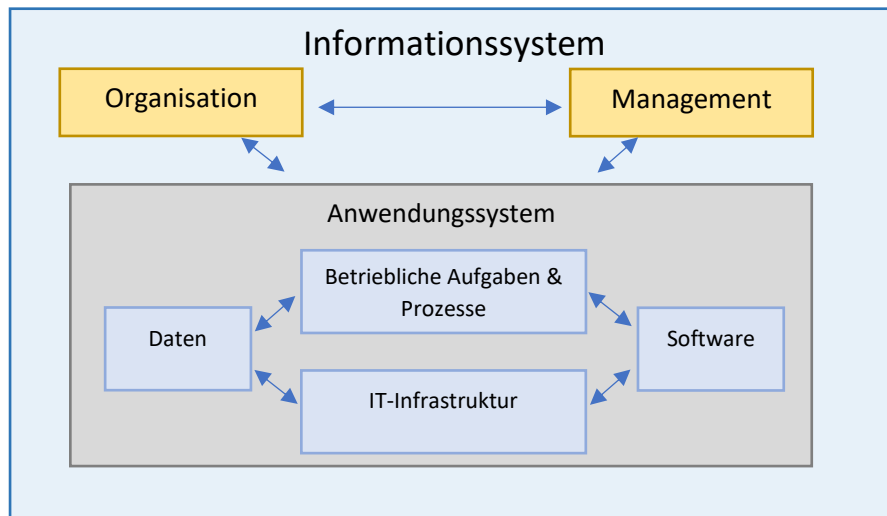 Informationssystem
Organisation
Management
Anwendungssystem
Betriebliche Aufgaben &
Prozesse
Daten
Software
IT-Infrastruktur